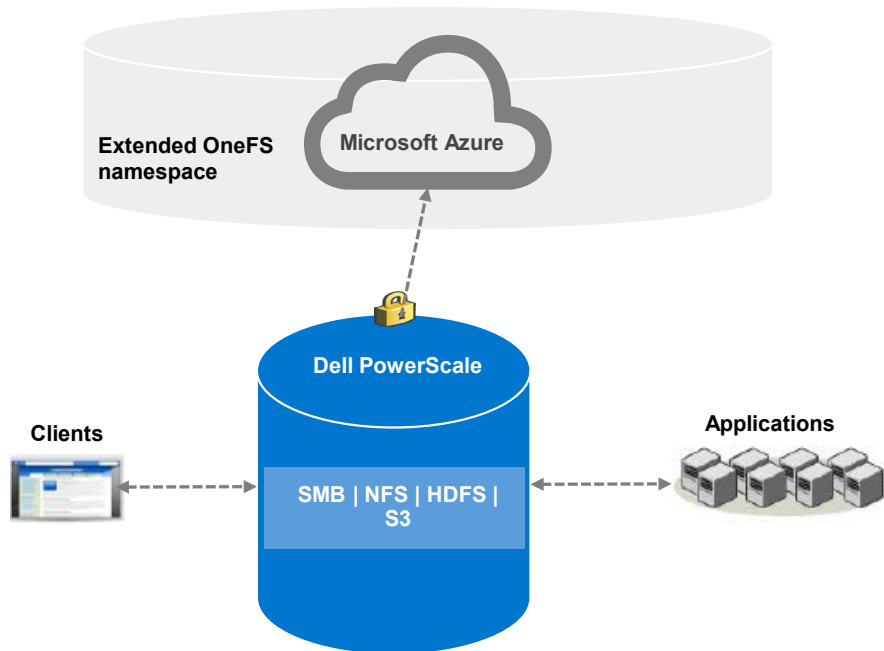 Microsoft Azure
Extended OneFS
namespace
Dell PowerScale
Clients
Applications
SMB | NFS | HDFS |
S3